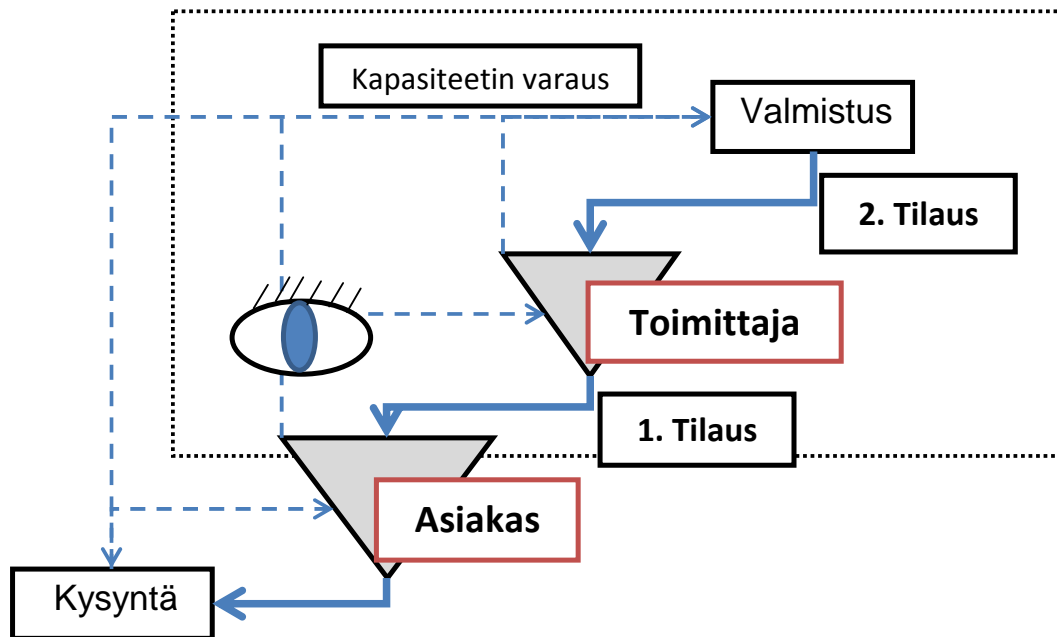 Kapasiteetin varaus
Valmistus
2. Tilaus
Toimittaja
1. Tilaus
Asiakas
Kysyntä